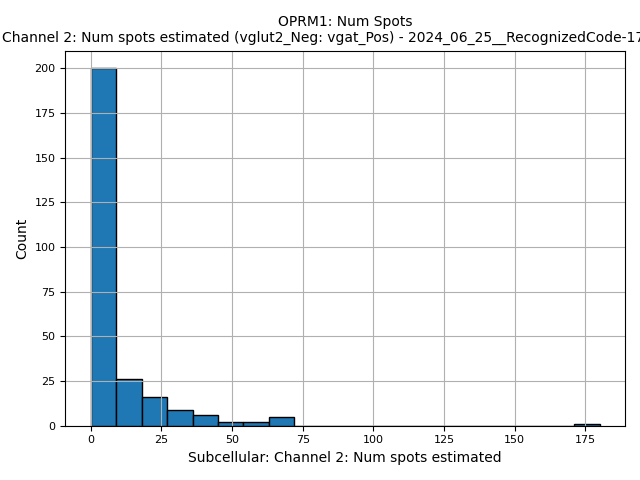 OPRM1: Num Spots
Channel 2: Num spots estimated (vglut2_Neg: vgat_Pos) - 2024_06_25__RecognizedCode-17
200
175
150
125
100
75
50
25
0
Count
0 25 50 75 100 125 150 175
Subcellular: Channel 2: Num spots estimated